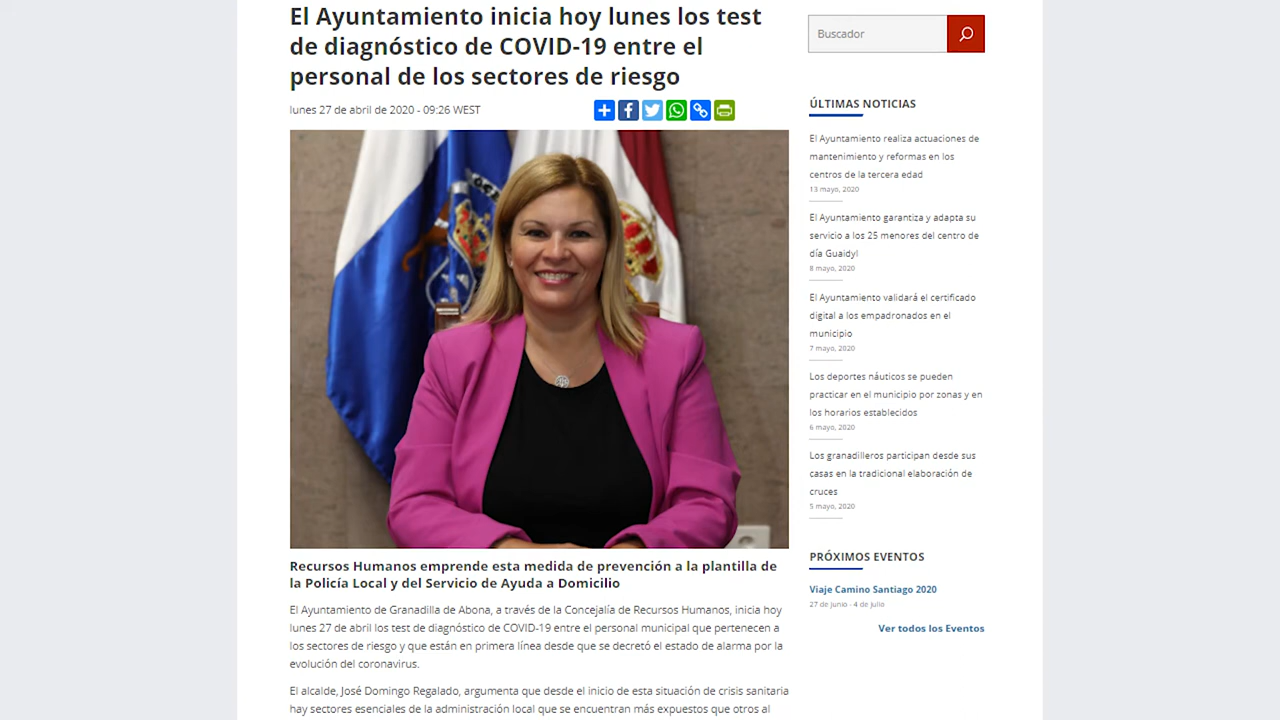 El Ayuntamiento inicia hoy lunes los test
de diagnóstico de COVID-19 entre el
personal de los sectores de riesgo
lunes 27 de abril de 2020 - 09:26 WEST
Recursos Humanos emprende esta medida de prevención a la plantilla de
la Policía Local y del Servicio de Ayuda a Domicilio
El Ayuntamiento de Granadilla de Abona, a través de la Concejalía de Recursos Humanos, inicia hoy
lunes 27 de abril los test de diagnóstico de COVID-19 entre el personal municipal que pertenecen a
los sectores de riesgo y que están en primera línea desde que se decretó el estado de alarma por la
evolución del coronavirus.
El alcalde, José Domingo Regalado, argumenta que desde el inicio de esta situación de crisis sanitaria
hay sectores esenciales de la administración local que se encuentran más expuestos que otros al
Buscador
ÚLTIMAS NOTICIAS
El Ayuntamiento realiza actuaciones de
mantenimiento y reformas en los
centros de la tercera edad
13 mayo, 2020
El Ayuntamiento garantiza y adapta su
servicio a los 25 menores del centro de
día Guaidyl
8 mayo, 2020
El Ayuntamiento validará el certificado
digital a los empadronados en el
municipio
7 mayo, 2020
Los deportes náuticos se pueden
practicar en el municipio por zonas y en
los horarios establecidos
6 mayo, 2020
Los granadilleros participan desde sus
casas en la tradicional elaboración de
cruces
5 mayo, 2020
PRÓXIMOS EVENTOS
Viaje Camino Santiago 2020
27 de junio - 4 de julio
Ver todos los Eventos